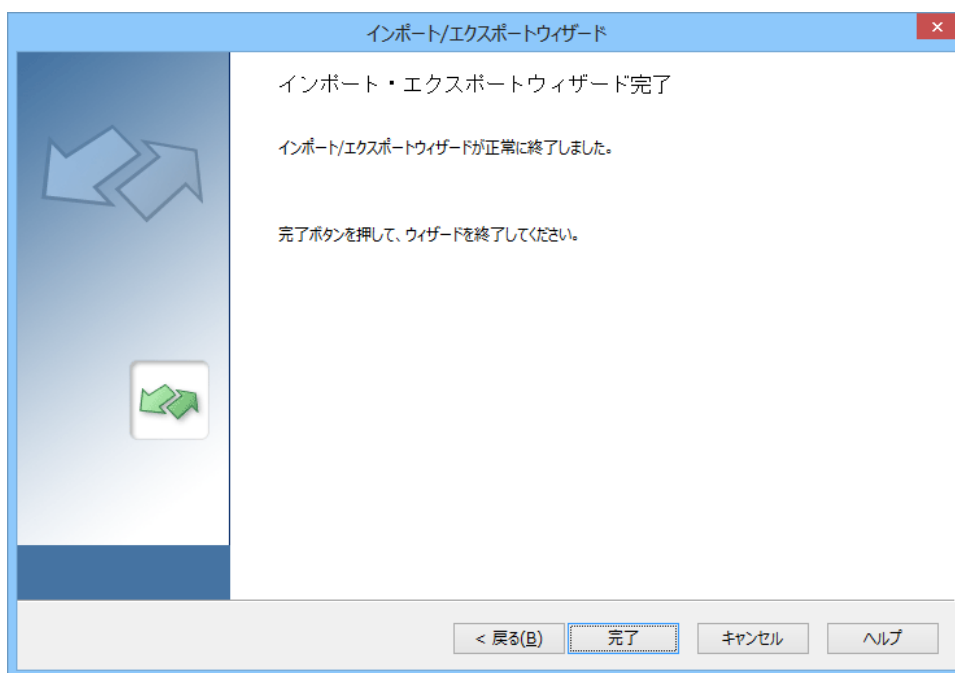 インポート/エクスポートウィザード
インポート・エクスポートウィザード完了
インポート/エクスポートウィザードが正常に終了しました。
完了ボタンを押して、ウィザードを終了してください。
< 戻る(B) 完了 キャンセル ヘルプ